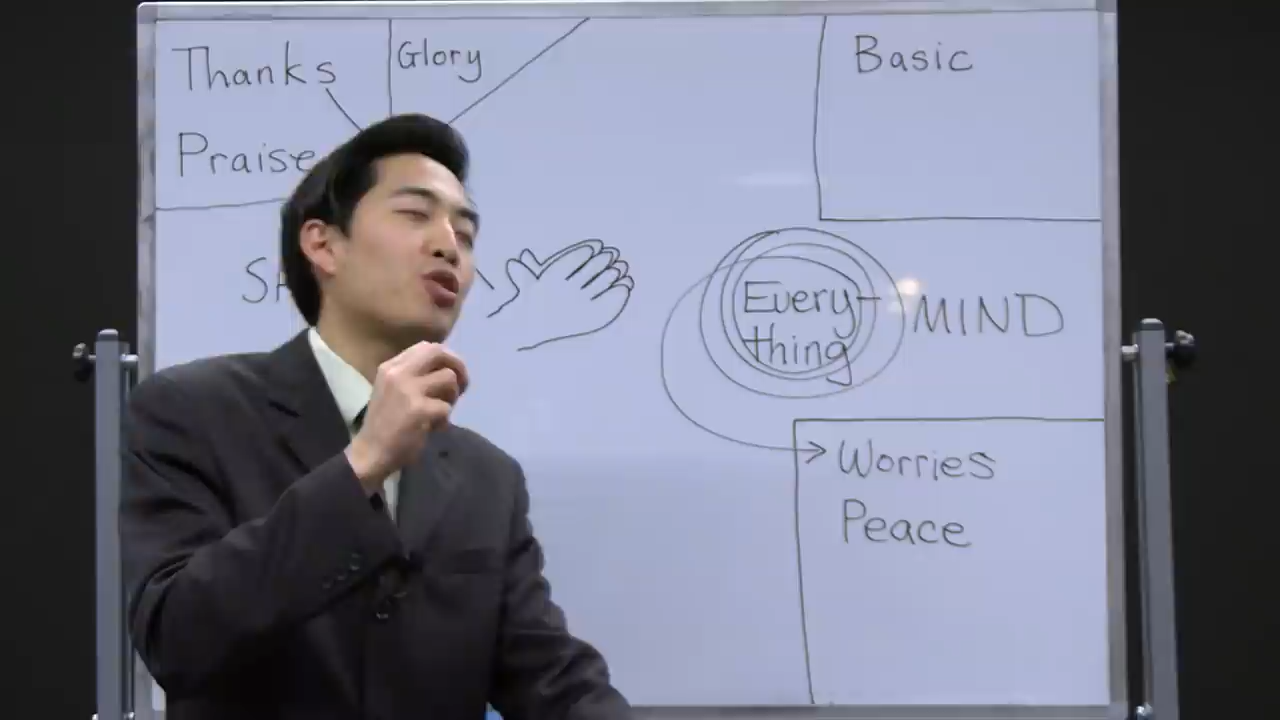 Thanks
Glory
Praise
Basic
Every-
thing
MIND
Worries
Peace